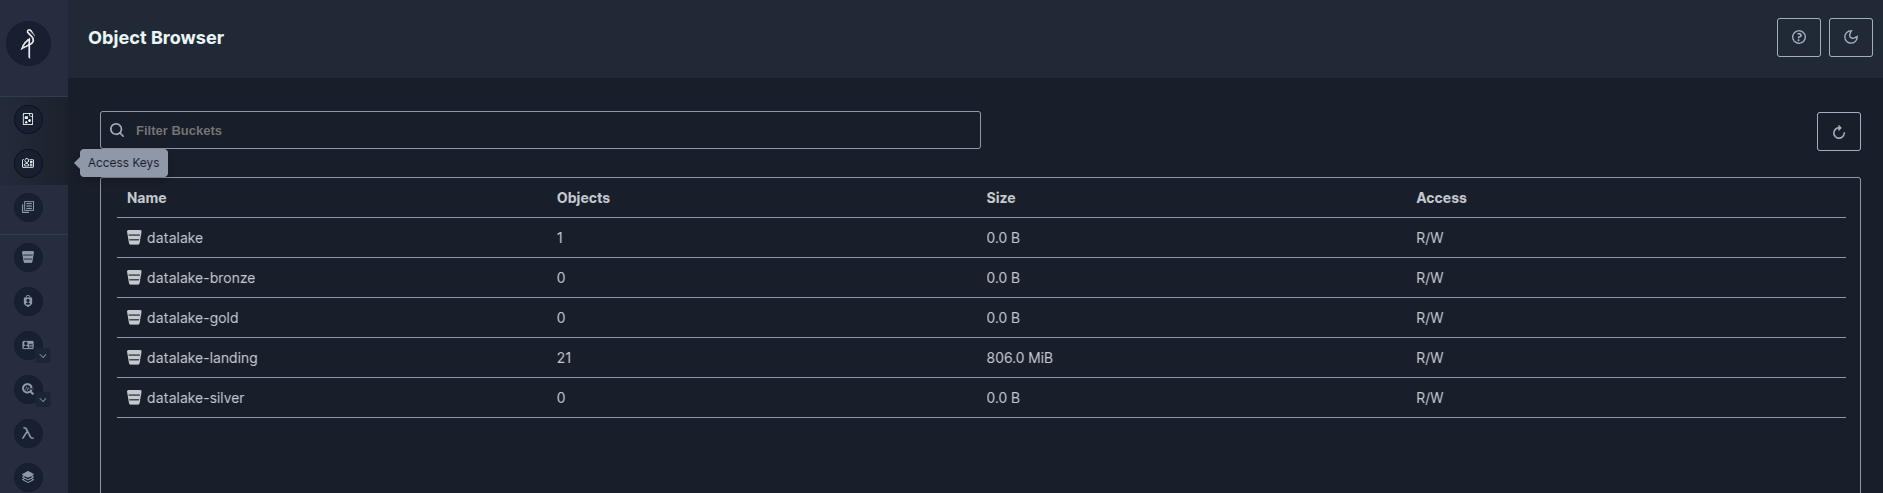 Object Browser
Filter Buckets
Access Keys
Name Objects Size Access
datalake 1 0.0 B R/W
datalake-bronze 0 0.0 B R/W
datalake-gold 0 0.0 B R/W
datalake-landing 21 806.0 MiB R/W
datalake-silver 0 0.0 B R/W